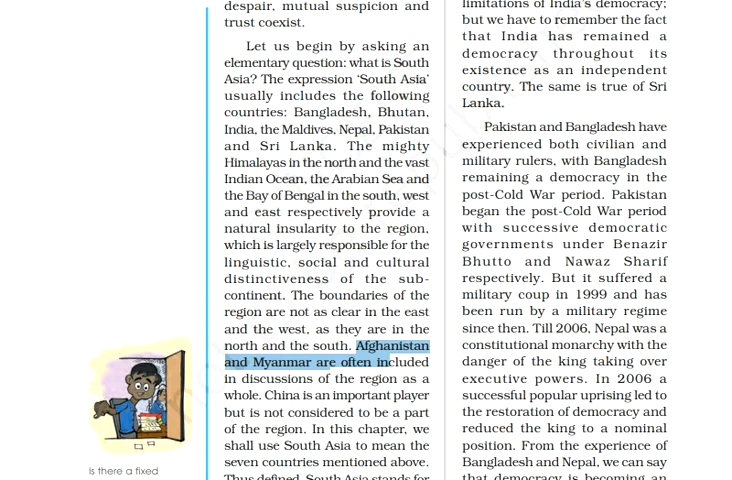 despair, mutual suspicion and
trust coexist.
Let us begin by asking an
elementary question: what is South
Asia? The expression ‘South Asia’
usually includes the following
countries: Bangladesh, Bhutan,
India, the Maldives, Nepal, Pakistan
and Sri Lanka. The mighty
Himalayas in the north and the vast
Indian Ocean, the Arabian Sea and
the Bay of Bengal in the south, west
and east respectively provide a
natural insularity to the region,
which is largely responsible for the
linguistic, social and cultural
distinctiveness of the sub-
continent. The boundaries of the
region are not as clear in the east
and the west, as they are in the
north and the south. Afghanistan
and Myanmar are often included
in discussions of the region as a
whole. China is an important player
but is not considered to be a part
of the region. In this chapter, we
shall use South Asia to mean the
seven countries mentioned above.
Thus defined, South Asia stands for
Is there a fixed
limitations of India’s democracy;
but we have to remember the fact
that India has remained a
democracy throughout its
existence as an independent
country. The same is true of Sri
Lanka.
Pakistan and Bangladesh have
experienced both civilian and
military rulers, with Bangladesh
remaining a democracy in the
post-Cold War period. Pakistan
began the post-Cold War period
with successive democratic
governments under Benazir
Bhutto and Nawaz Sharif
respectively. But it suffered a
military coup in 1999 and has
been run by a military regime
since then. Till 2006, Nepal was a
constitutional monarchy with the
danger of the king taking over
executive powers. In 2006 a
successful popular uprising led to
the restoration of democracy and
reduced the king to a nominal
position. From the experience of
Bangladesh and Nepal, we can say
that democracy is becoming an